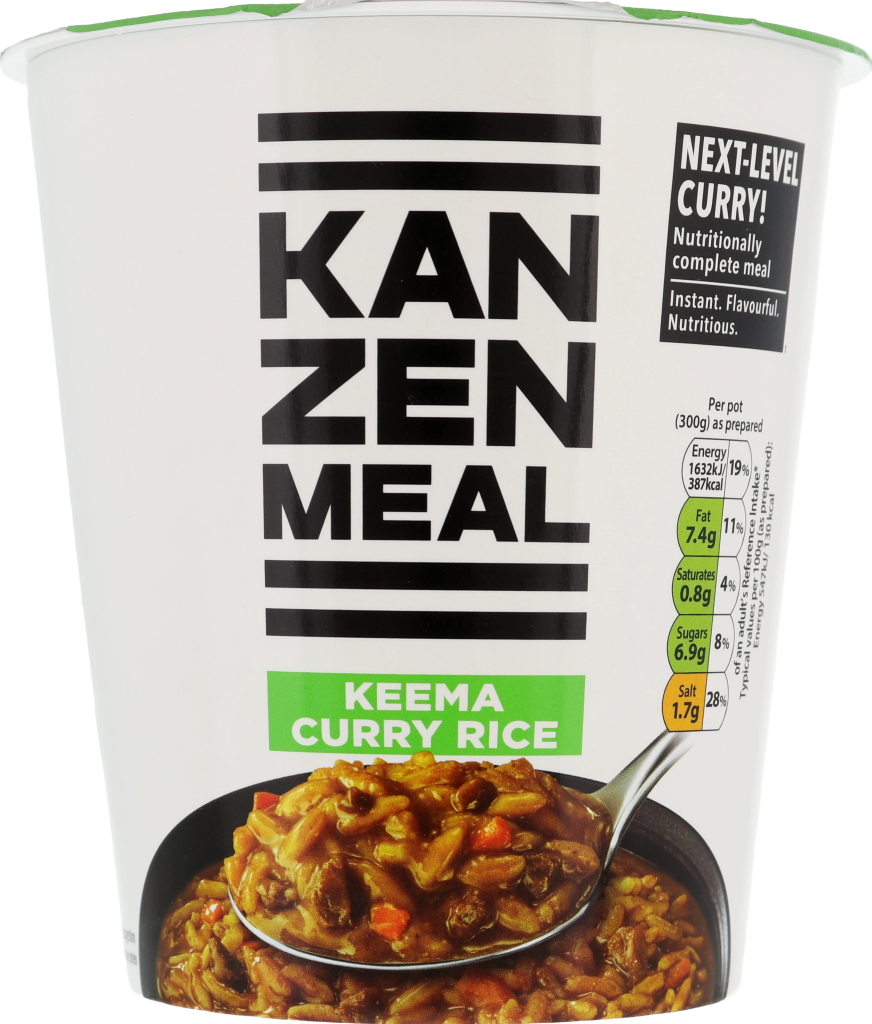 KAN
ZEN
MEAL
KEEMA
CURRY RICE
NEXT-LEVEL
CURRY!
Nutritionally
complete meal
Instant. Flavourful.
Nutritious.
Per pot
(300g) as prepared
Energy
1632kJ/
387kcal
19%
Fat
7.4g
11%
Saturates
0.8g
4%
Sugars
6.9g
8%
Salt
1.7g
28%
of an adult's Reference Intake*
Typical values per 100g (as prepared):
Energy 547kJ/ 130 kcal